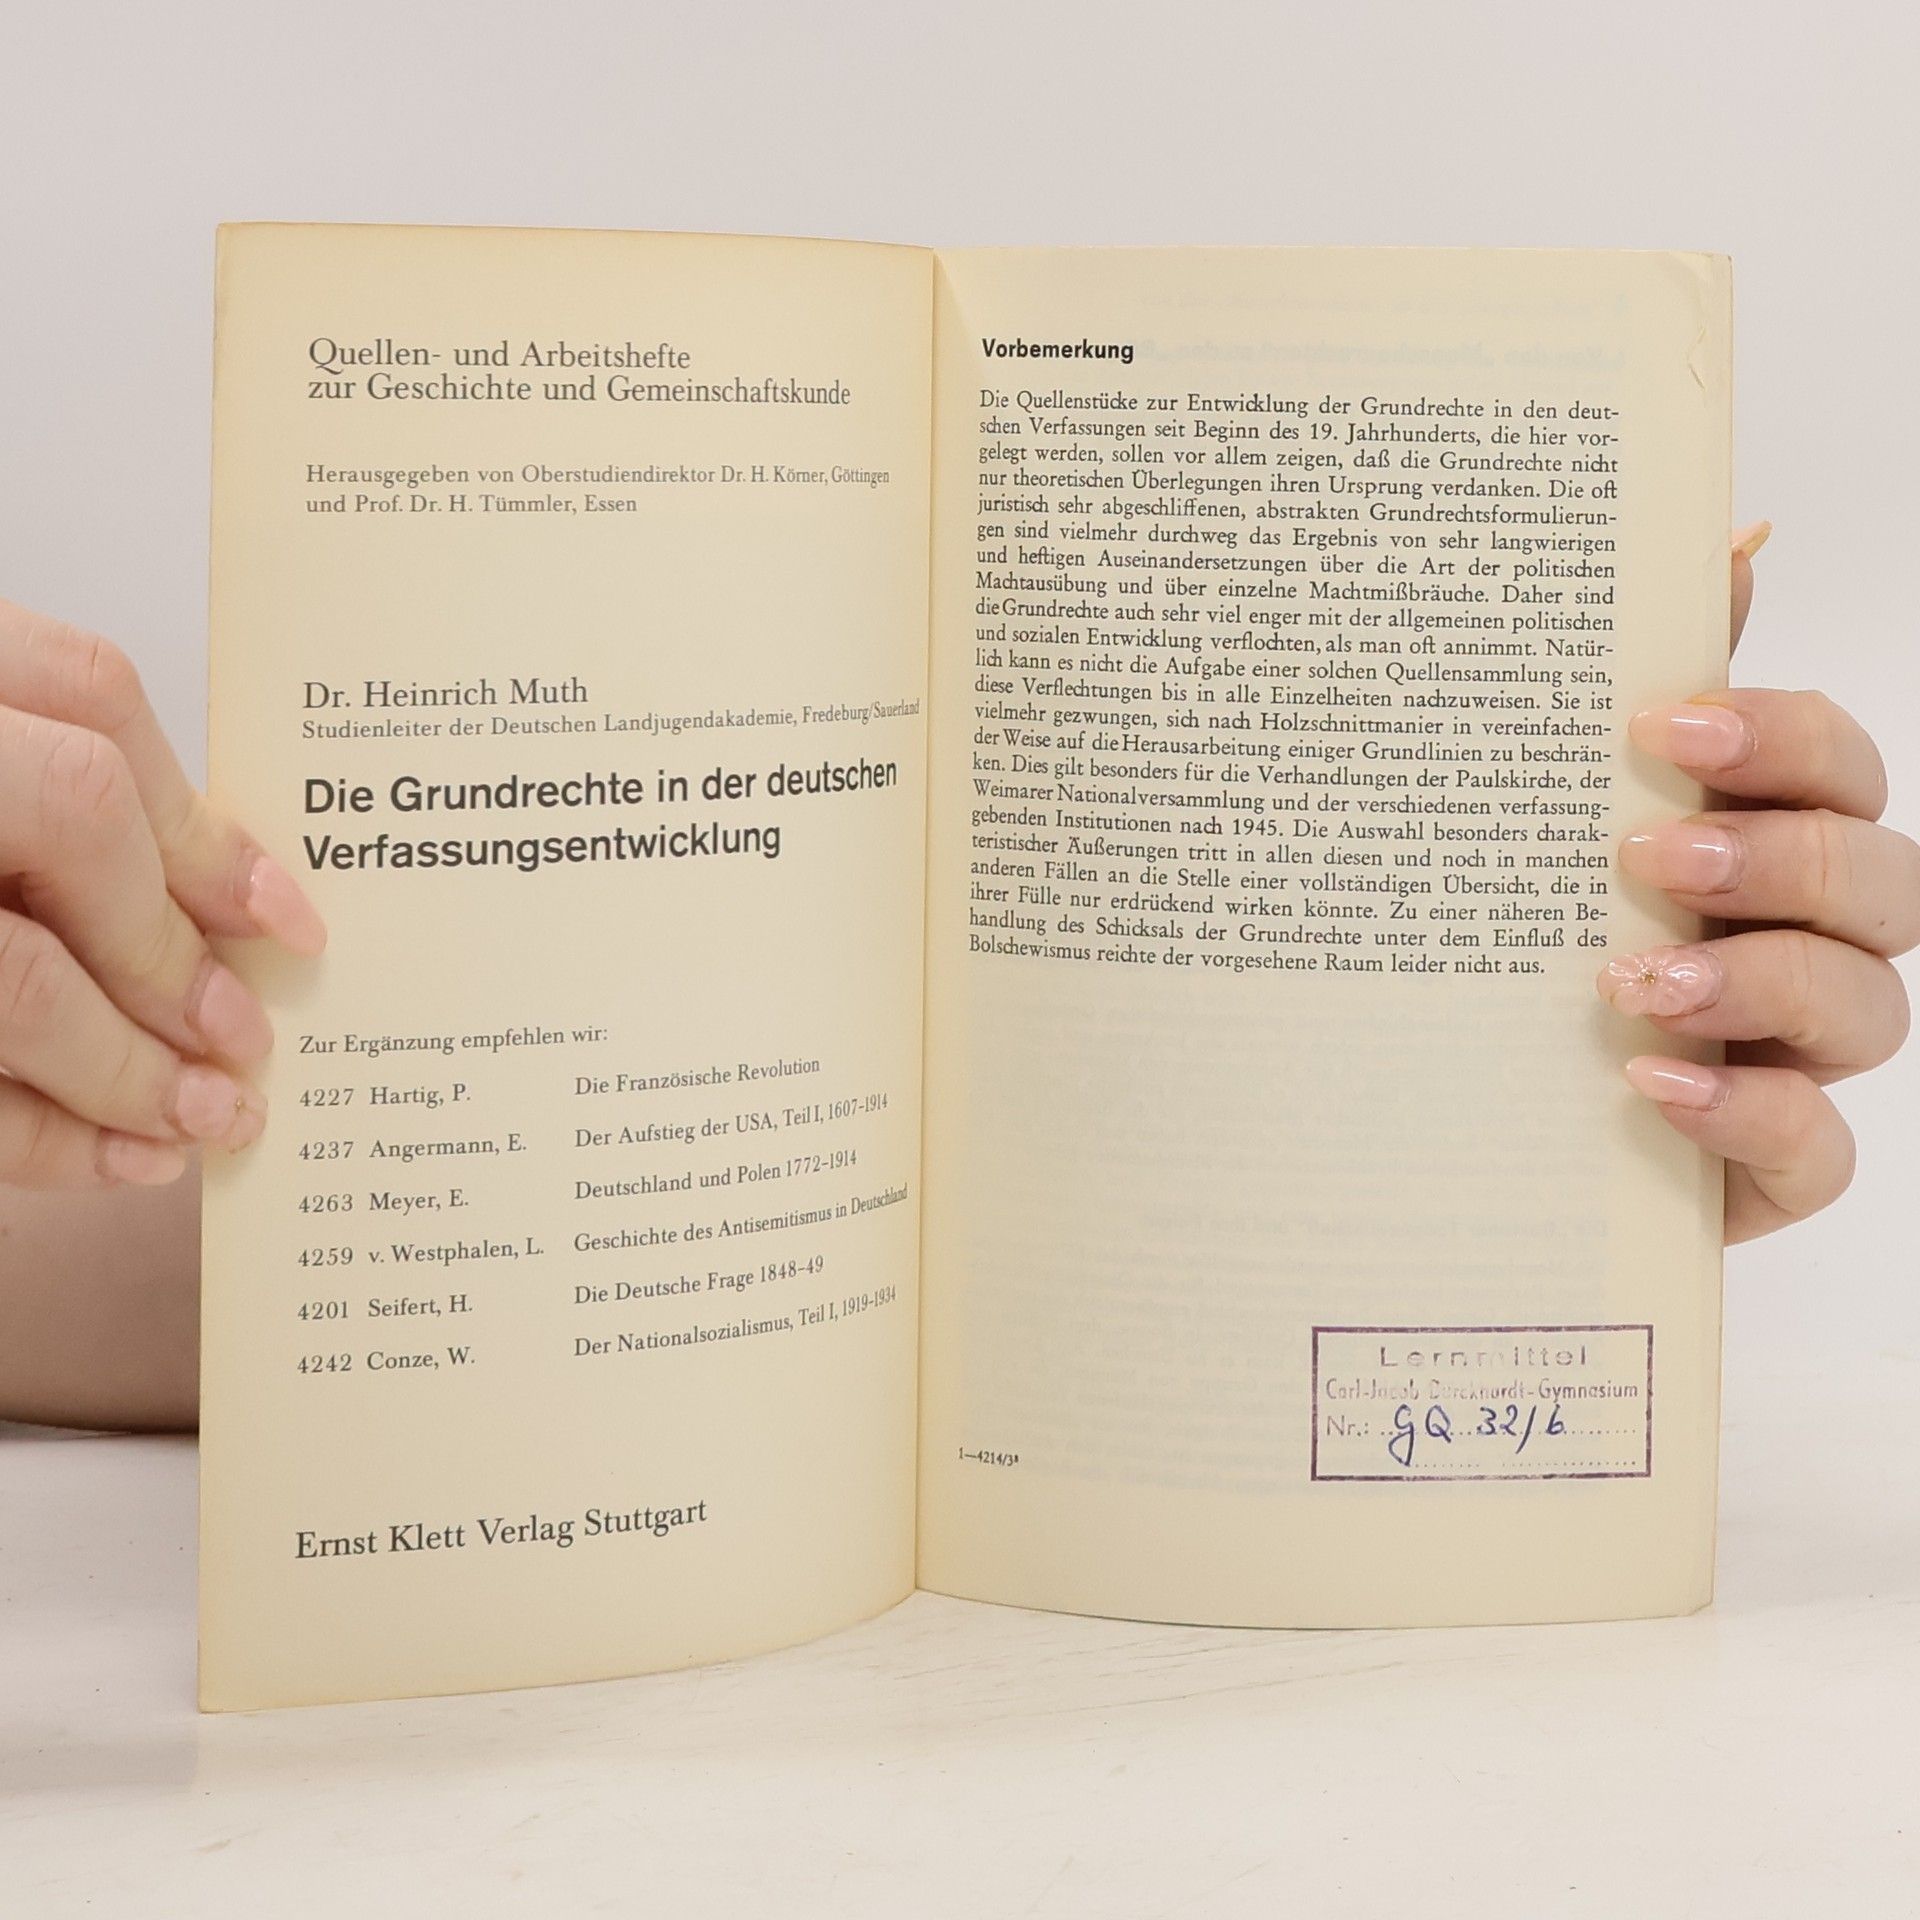 Quellen- und Arbeitshefte
zur Geschichte und Gemeinschaftskunde
Herausgegeben von Oberstudiendirektor Dr. H. Körner, Göttingen
und Prof. Dr. H. Tümmler, Essen
Dr. Heinrich Muth
Studienleiter der Deutschen Landjugendakademie, Fredeburg/Sauerland
Die Grundrechte in der deutschen
Verfassungsentwicklung
Zur Ergänzung empfehlen wir:
4227 Hartig, P. Die Französische Revolution
4237 Angermann, E. Der Aufstieg der USA, Teil I, 1607–1914
4263 Meyer, E. Deutschland und Polen 1772–1914
4259 v. Westphalen, L. Geschichte des Antisemitismus in Deutschland
4201 Seifert, H. Die Deutsche Frage 1848–49
4242 Conze, W. Der Nationalsozialismus, Teil I, 1919–1934
Ernst Klett Verlag Stuttgart
Vorbemerkung
Die Quellenstücke zur Entwicklung der Grundrechte in den deut-
schen Verfassungen seit Beginn des 19. Jahrhunderts, die hier vor-
gelegt werden, sollen vor allem zeigen, daß die Grundrechte nicht
nur theoretischen Überlegungen ihren Ursprung verdanken. Die oft
juristisch sehr abgeschliffenen, abstrakten Grundrechtsformulierun-
gen sind vielmehr durchweg das Ergebnis von sehr langwierigen
und heftigen Auseinandersetzungen über die Art der politischen
Machtausübung und über einzelne Machtmißbräuche. Daher sind
die Grundrechte auch sehr viel enger mit der allgemeinen politischen
und sozialen Entwicklung verflochten, als man oft annimmt. Natür-
lich kann es nicht die Aufgabe einer solchen Quellensammlung sein,
diese Verflechtungen bis in alle Einzelheiten nachzuweisen. Sie ist
vielmehr gezwungen, sich nach Holzschnittmanier in vereinfachen-
der Weise auf die Herausarbeitung einiger Grundlinien zu beschrän-
ken. Dies gilt besonders für die Verhandlungen der Paulskirche, der
Weimarer Nationalversammlung und der verschiedenen verfassung-
gebenden Institutionen nach 1945. Die Auswahl besonders charak-
teristischer Äußerungen tritt in allen diesen und noch in manchen
anderen Fällen an die Stelle einer vollständigen Übersicht, die in
ihrer Fülle nur erdrückend wirken könnte. Zu einer näheren Be-
handlung des Schicksals der Grundrechte unter dem Einfluß des
Bolschewismus reichte der vorgesehene Raum leider nicht aus.
1—4214/3⁸
Lernmittel
Carl-Jacob Burckhardt-Gymnasium
Nr.: GQ 32/6